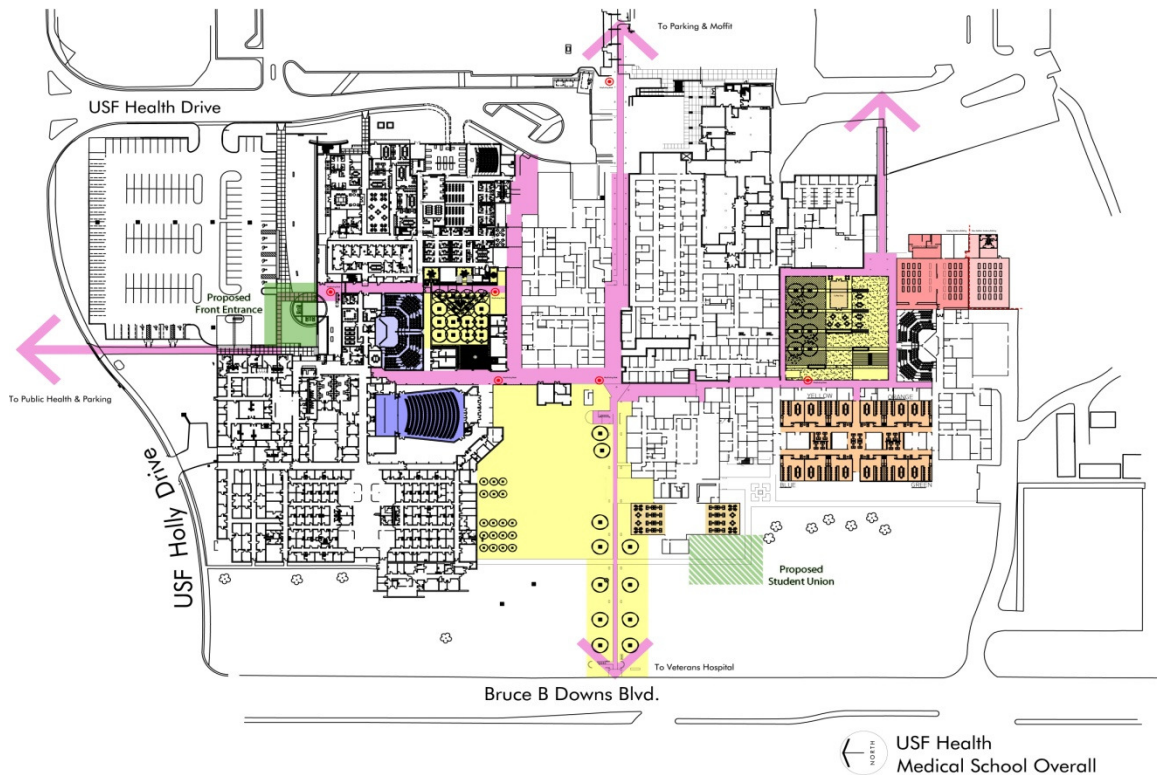 To Parking & Moffit
USF Health Drive
Proposed
Front Entrance
To Public Health & Parking
USF Holly Drive
YELLOW
ORANGE
BLUE
GREEN
Proposed
Student Union
To Veterans Hospital
Bruce B Downs Blvd.
NORTH
USF Health
Medical School Overall